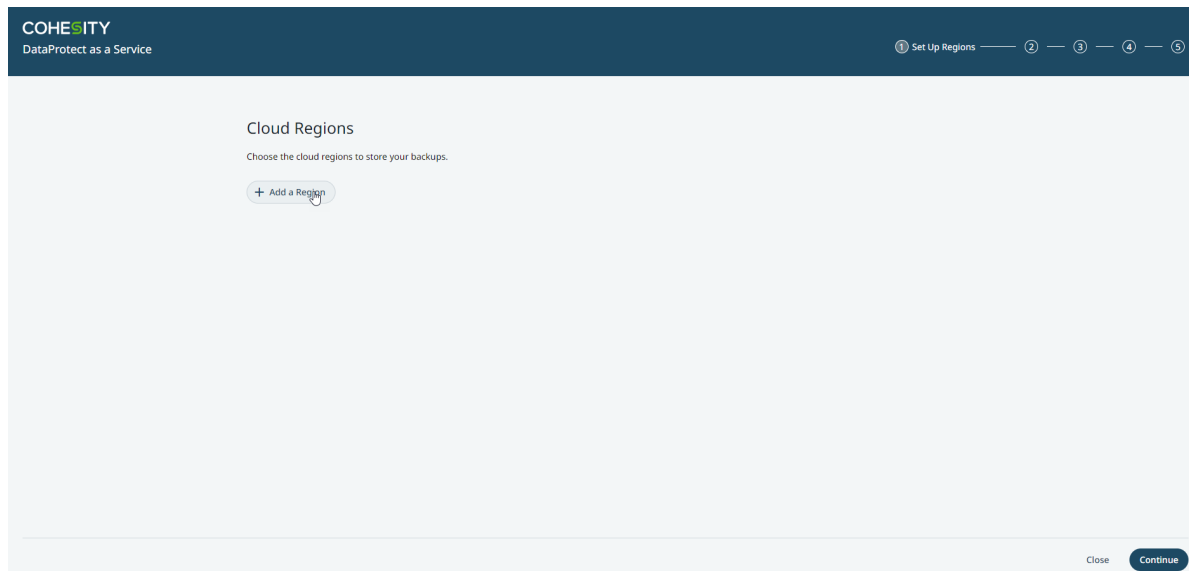 COHESITY
DataProtect as a Service
1 Set Up Regions 2 3 4 5
Cloud Regions
Choose the cloud regions to store your backups.
+ Add a Region
Close Continue